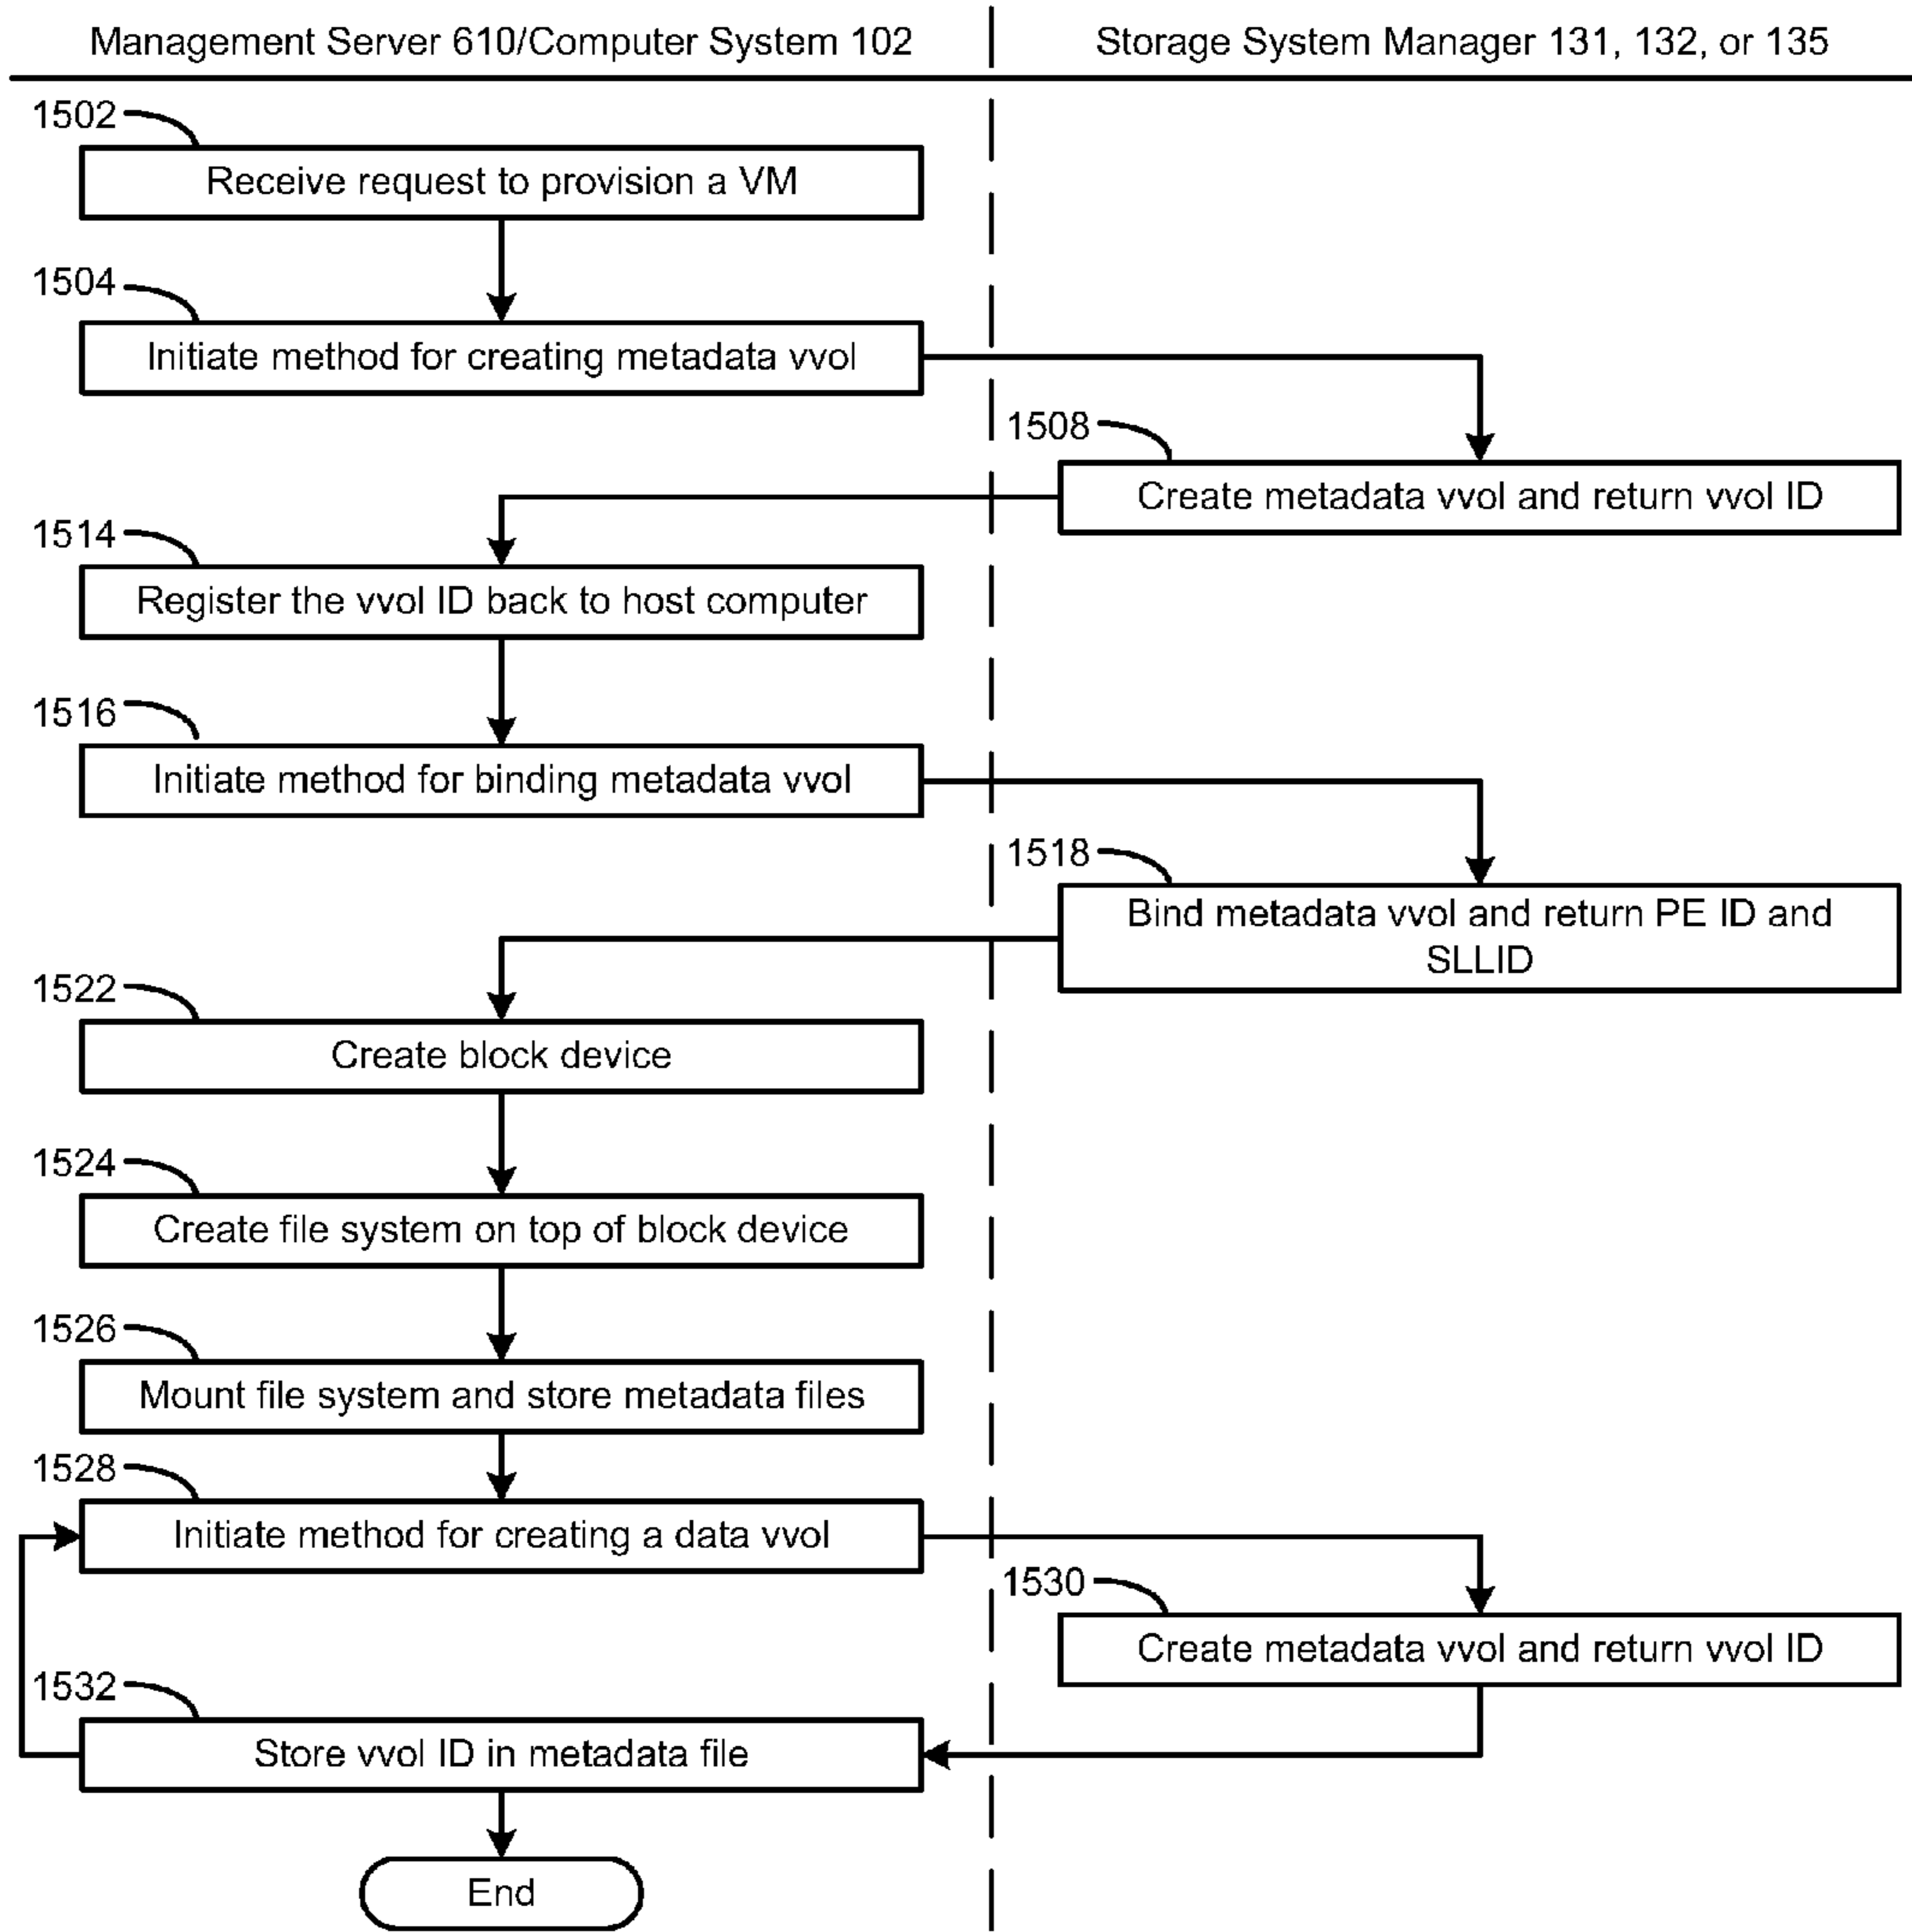 Management Server 610/Computer System 102
Storage System Manager 131, 132, or 135
1502
Receive request to provision a VM
1504
Initiate method for creating metadata vvol
1508
Create metadata vvol and return vvol ID
1514
Register the vvol ID back to host computer
1516
Initiate method for binding metadata vvol
1518
Bind metadata vvol and return PE ID and
SLLID
1522
Create block device
1524
Create file system on top of block device
1526
Mount file system and store metadata files
1528
Initiate method for creating a data vvol
1530
Create metadata vvol and return vvol ID
1532
Store vvol ID in metadata file
End